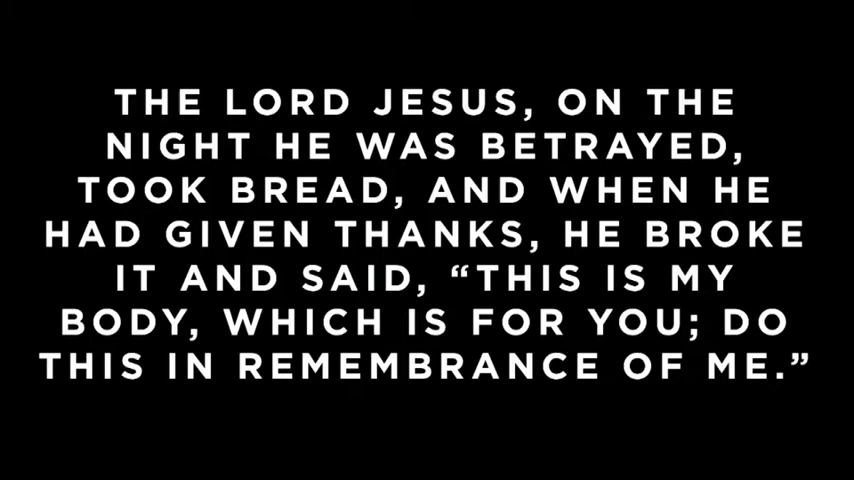 THE LORD JESUS, ON THE
NIGHT HE WAS BETRAYED,
TOOK BREAD, AND WHEN HE
HAD GIVEN THANKS, HE BROKE
IT AND SAID, “THIS IS MY
BODY, WHICH IS FOR YOU; DO
THIS IN REMEMBRANCE OF ME.”